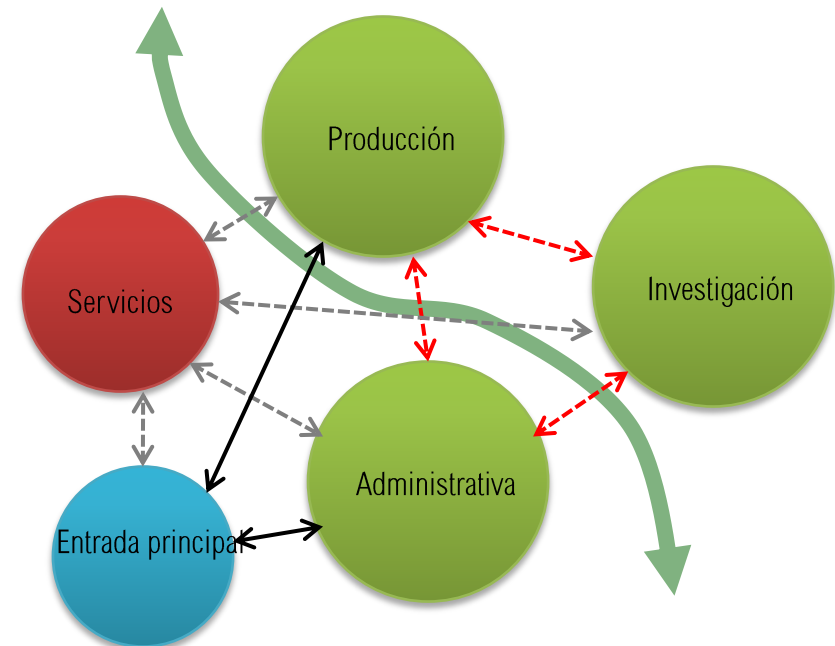 Producción
Investigación
Servicios
Administrativa
Entrada principal